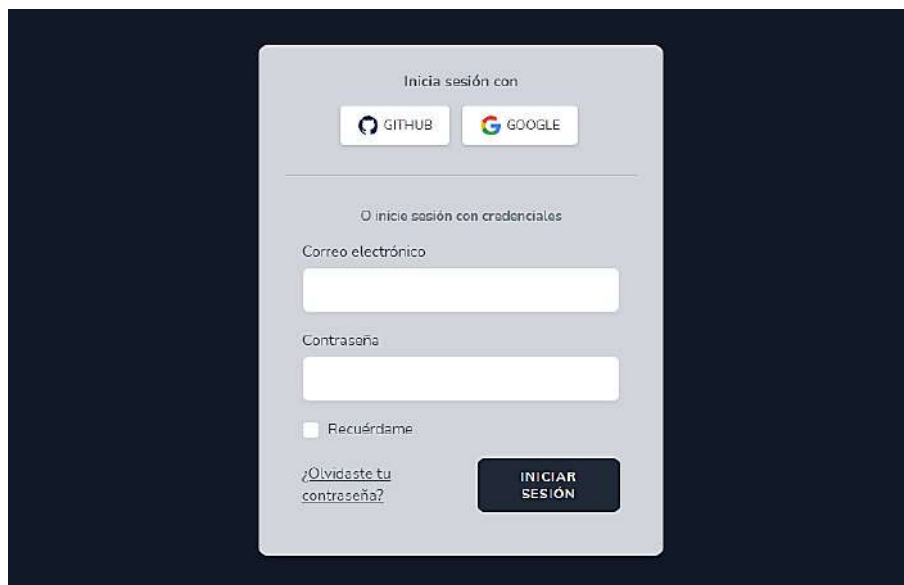 Inicia sesión con
GITHUB
GOOGLE
O inicie sesión con credenciales
Correo electrónico
Contraseña
Recuérdame
¿Olvidaste tu
contraseña?
INICIAR
SESIÓN